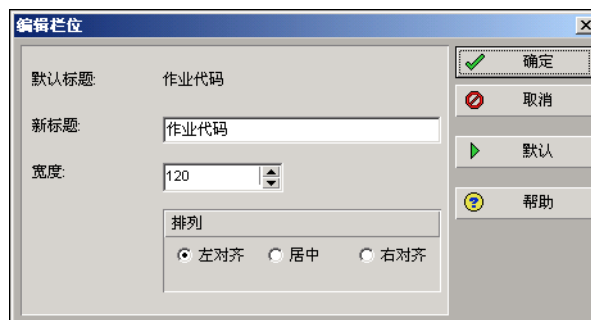 编辑栏位
默认标题: 作业代码
新标题: 作业代码
宽度: 120
排列
左对齐 居中 右对齐
确定
取消
默认
帮助